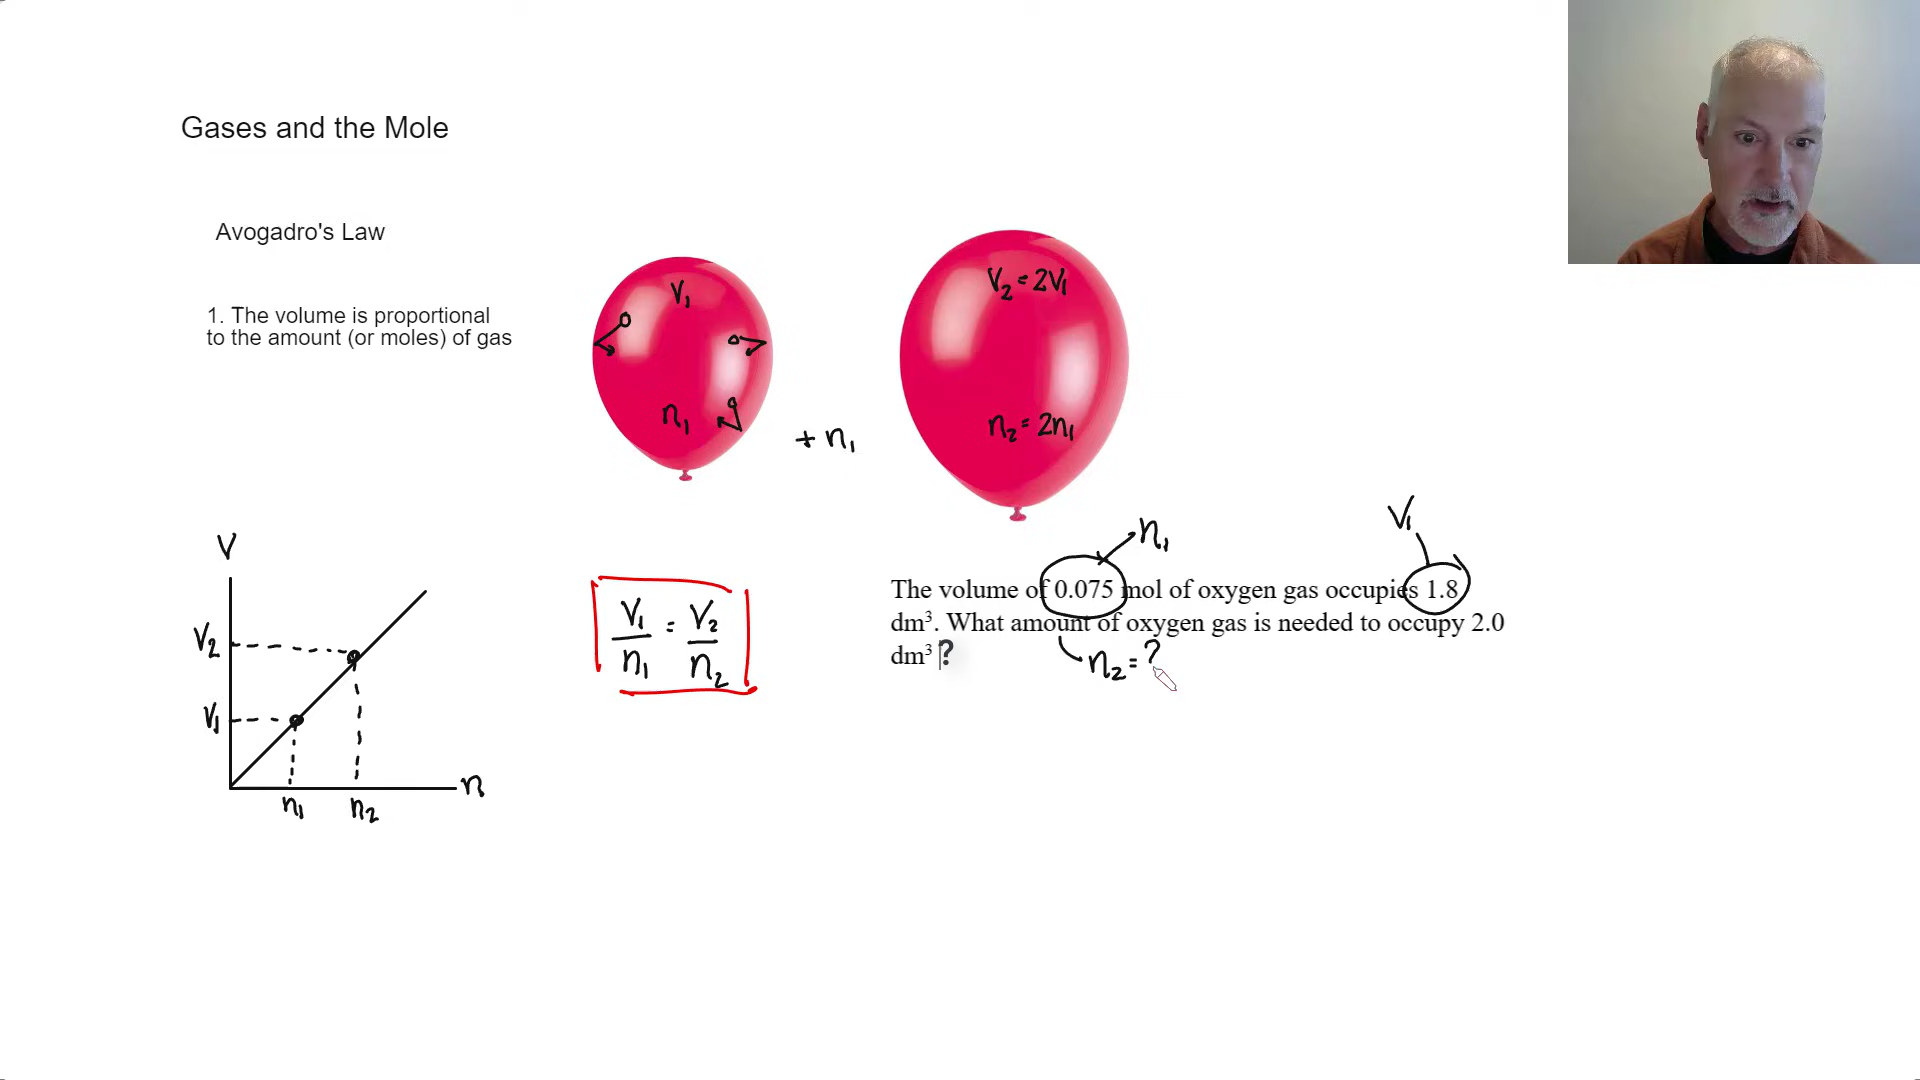 Gases and the Mole
Avogadro's Law
1. The volume is proportional
to the amount (or moles) of gas
V₁
n₁
+ n₁
V₂ = 2V₁
n₂ = 2n₁
V
V₂
V₁
n₁ n₂
n
V₁/n₁ = V₂/n₂
n₁
V₁
The volume of 0.075 mol of oxygen gas occupies 1.8
dm³. What amount of oxygen gas is needed to occupy 2.0
dm³ ?
n₂ = ?